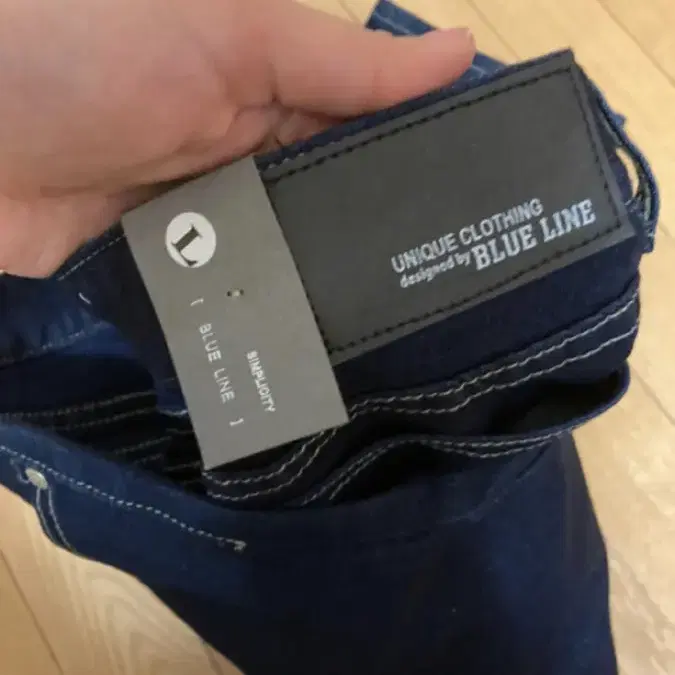 L
[ BLUE LINE ]
SIMPLICITY
UNIQUE CLOTHING
designed by BLUE LINE